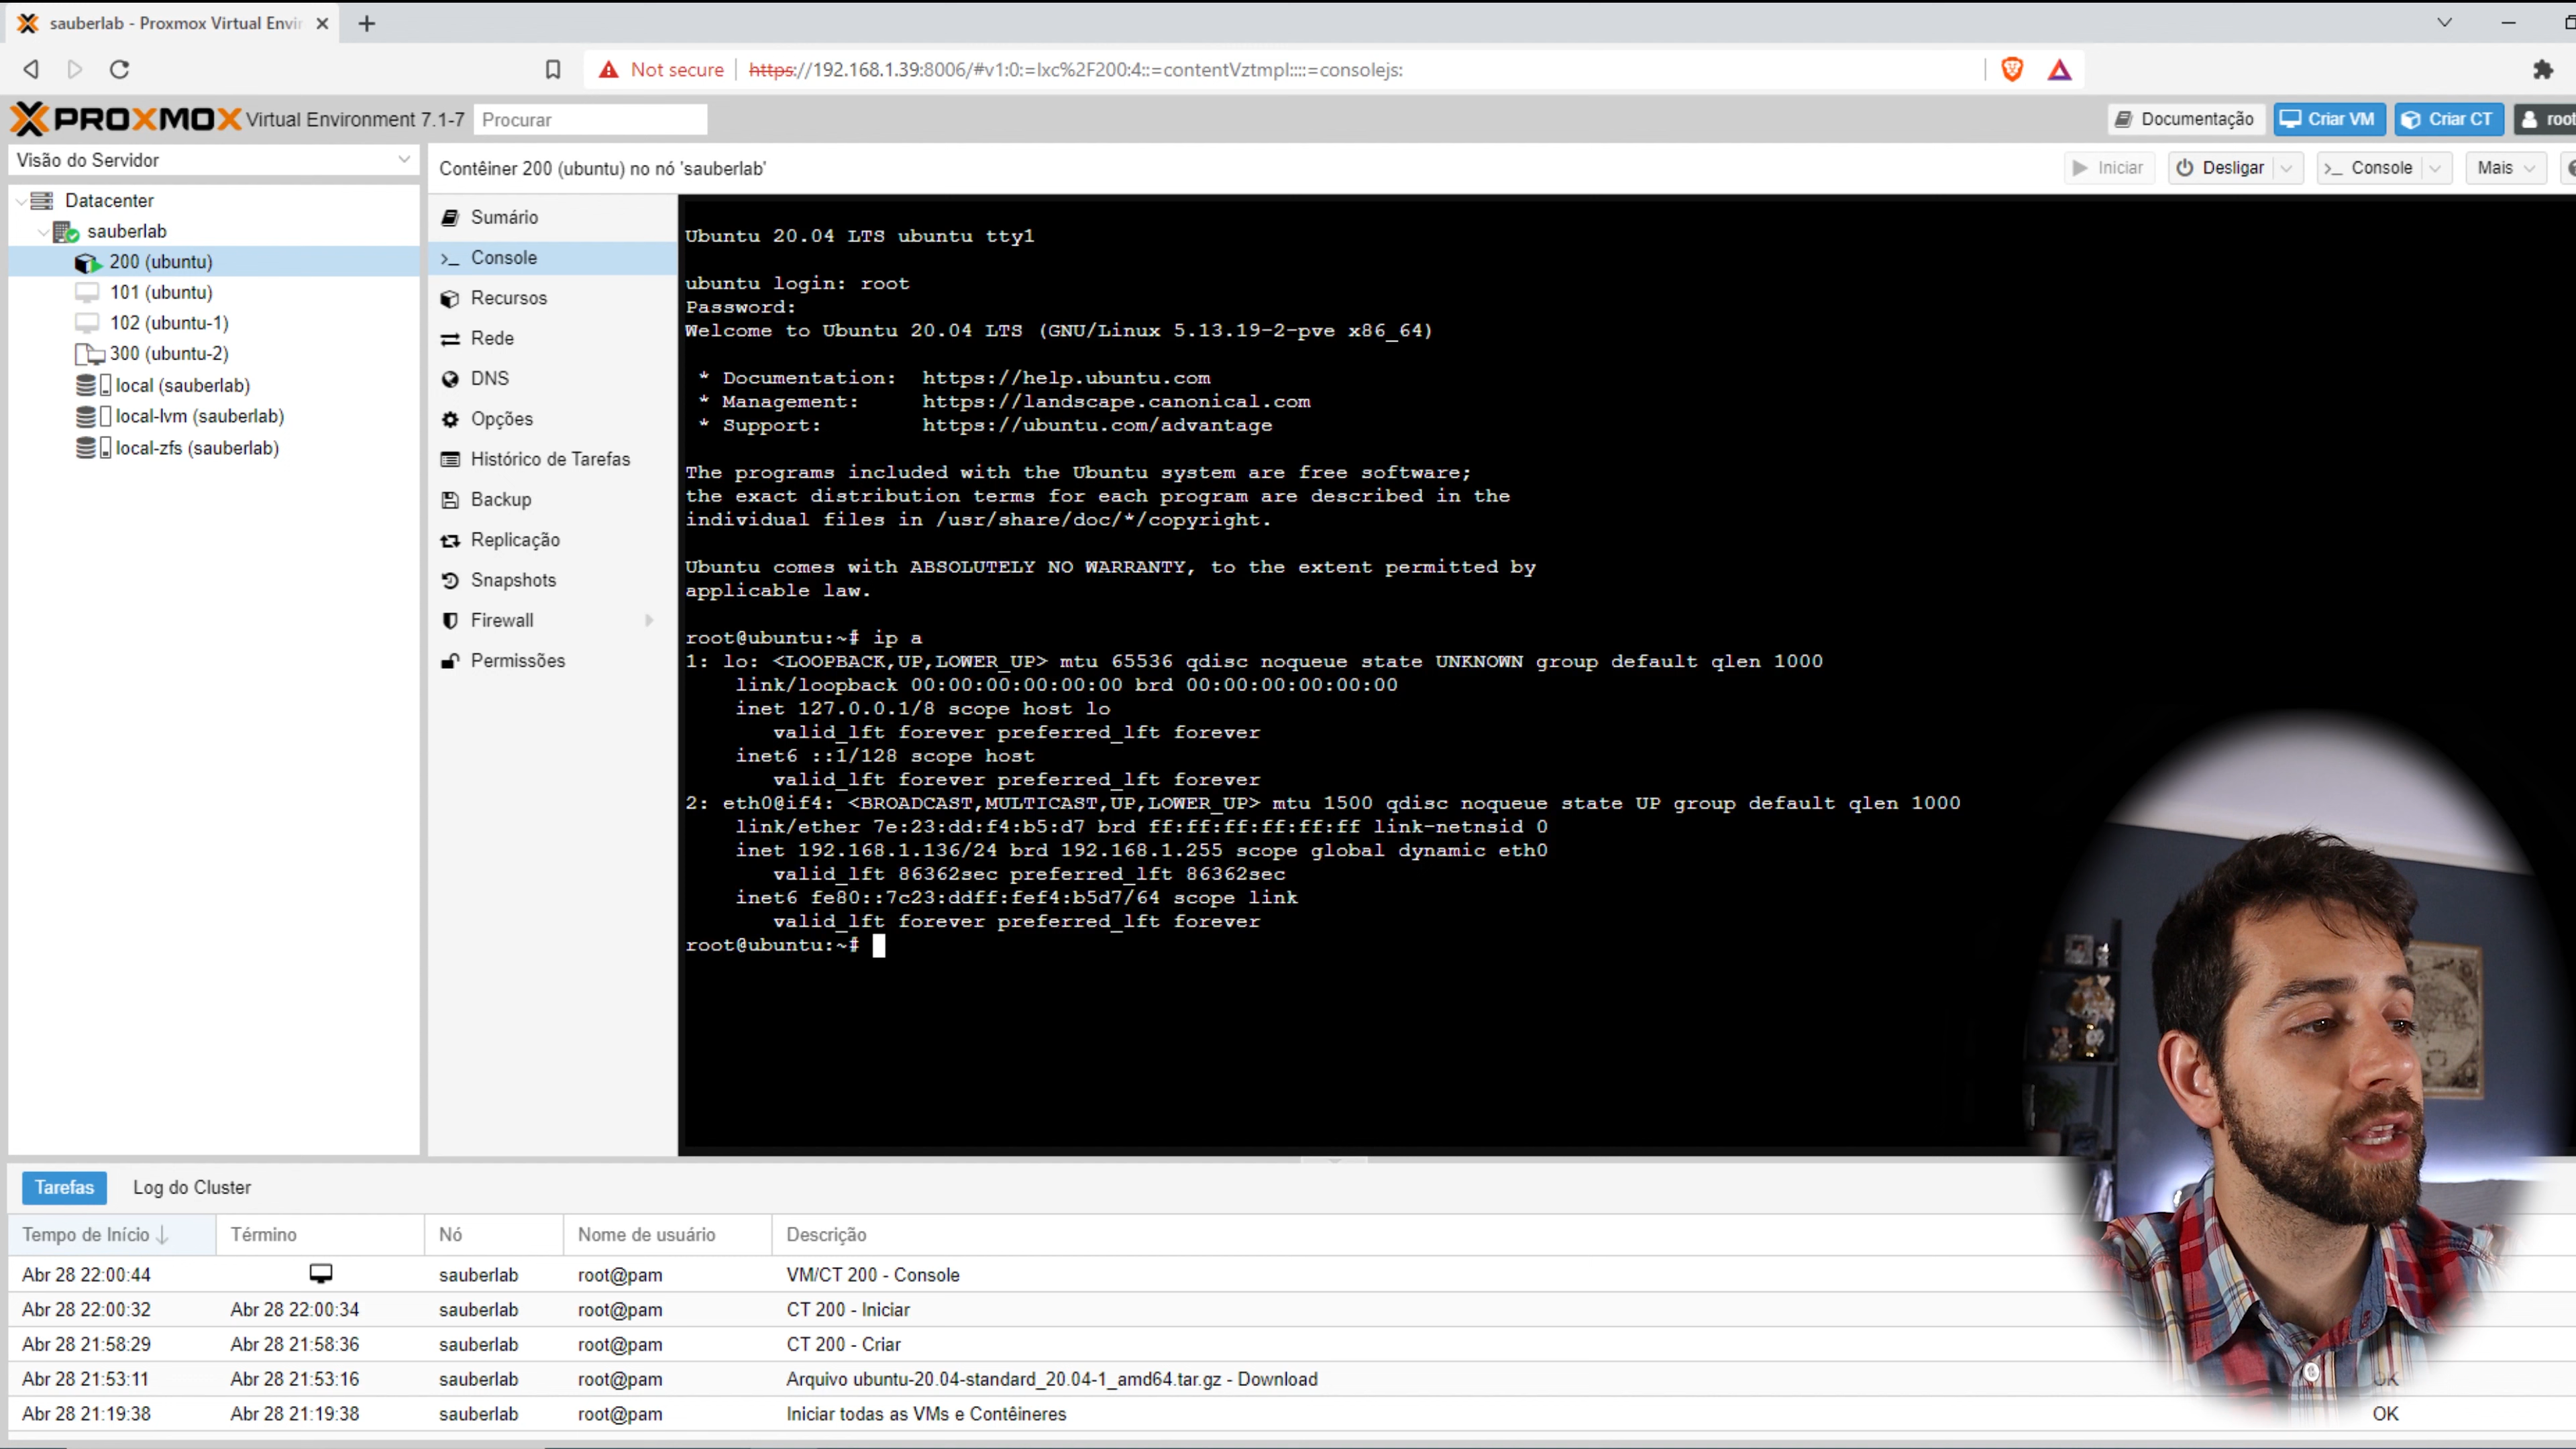 sauberlab - Proxmox Virtual Envir
Not secure
https://192.168.1.39:8006/#v1:0:=lxc%2F200:4::=contentVztmpl::::=consolejs:
PROXMOX Virtual Environment 7.1-7
Procurar
Documentação
Criar VM
Criar CT
root
Visão do Servidor
Contêiner 200 (ubuntu) no nó 'sauberlab'
Iniciar
Desligar
Console
Mais
Datacenter
sauberlab
200 (ubuntu)
101 (ubuntu)
102 (ubuntu-1)
300 (ubuntu-2)
local (sauberlab)
local-lvm (sauberlab)
local-zfs (sauberlab)
Sumário
Console
Recursos
Rede
DNS
Opções
Histórico de Tarefas
Backup
Replicação
Snapshots
Firewall
Permissões
Ubuntu 20.04 LTS ubuntu tty1
ubuntu login: root
Password:
Welcome to Ubuntu 20.04 LTS (GNU/Linux 5.13.19-2-pve x86_64)
* Documentation:  https://help.ubuntu.com
* Management:     https://landscape.canonical.com
* Support:        https://ubuntu.com/advantage
The programs included with the Ubuntu system are free software;
the exact distribution terms for each program are described in the
individual files in /usr/share/doc/*/copyright.
Ubuntu comes with ABSOLUTELY NO WARRANTY, to the extent permitted by
applicable law.
root@ubuntu:~# ip a
1: lo: <LOOPBACK,UP,LOWER_UP> mtu 65536 qdisc noqueue state UNKNOWN group default qlen 1000
link/loopback 00:00:00:00:00:00 brd 00:00:00:00:00:00
inet 127.0.0.1/8 scope host lo
valid_lft forever preferred_lft forever
inet6 ::1/128 scope host
valid_lft forever preferred_lft forever
2: eth0@if4: <BROADCAST,MULTICAST,UP,LOWER_UP> mtu 1500 qdisc noqueue state UP group default qlen 1000
link/ether 7e:23:dd:f4:b5:d7 brd ff:ff:ff:ff:ff:ff link-netnsid 0
inet 192.168.1.136/24 brd 192.168.1.255 scope global dynamic eth0
valid_lft 86362sec preferred_lft 86362sec
inet6 fe80::7c23:ddff:fef4:b5d7/64 scope link
valid_lft forever preferred_lft forever
root@ubuntu:~#
Tarefas
Log do Cluster
Tempo de Início
Término
Nó
Nome de usuário
Descrição
Abr 28 22:00:44 sauberlab root@pam VM/CT 200 - Console
Abr 28 22:00:32 Abr 28 22:00:34 sauberlab root@pam CT 200 - Iniciar
Abr 28 21:58:29 Abr 28 21:58:36 sauberlab root@pam CT 200 - Criar
Abr 28 21:53:11 Abr 28 21:53:16 sauberlab root@pam Arquivo ubuntu-20.04-standard_20.04-1_amd64.tar.gz - Download OK
Abr 28 21:19:38 Abr 28 21:19:38 sauberlab root@pam Iniciar todas as VMs e Contêineres OK